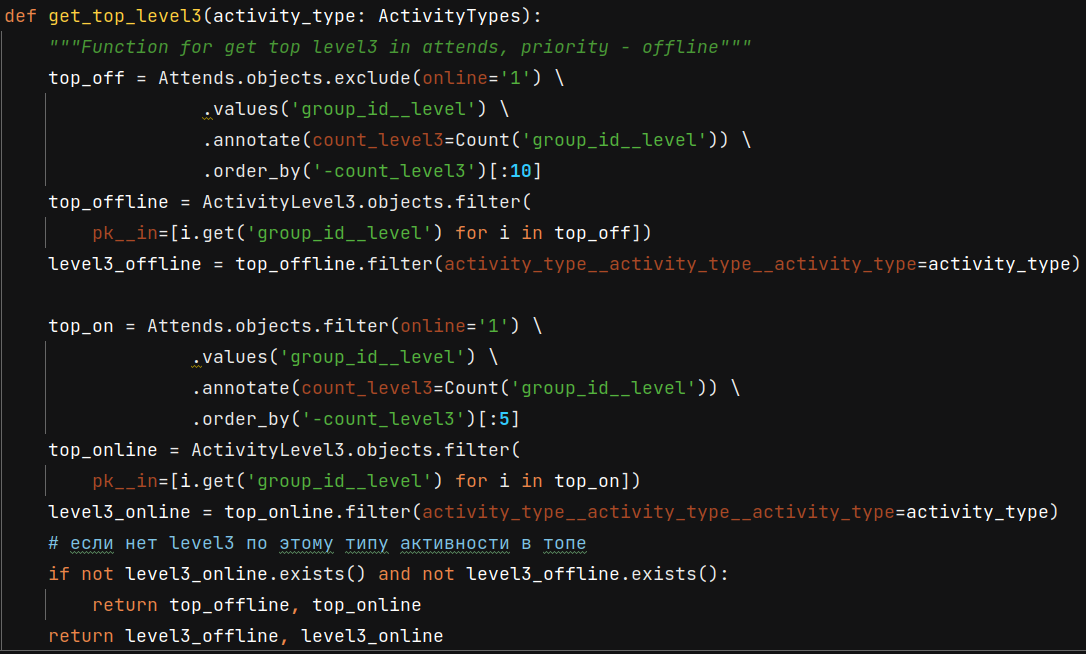 def get_top_level3(activity_type: ActivityTypes):
    """Function for get top level3 in attends, priority - offline"""
    top_off = Attends.objects.exclude(online='1') \
                  .values('group_id__level') \
                  .annotate(count_level3=Count('group_id__level')) \
                  .order_by('-count_level3')[:10]
    top_offline = ActivityLevel3.objects.filter(
        pk__in=[i.get('group_id__level') for i in top_off])
    level3_offline = top_offline.filter(activity_type__activity_type__activity_type=activity_type)

    top_on = Attends.objects.filter(online='1') \
                 .values('group_id__level') \
                 .annotate(count_level3=Count('group_id__level')) \
                 .order_by('-count_level3')[:5]
    top_online = ActivityLevel3.objects.filter(
        pk__in=[i.get('group_id__level') for i in top_on])
    level3_online = top_online.filter(activity_type__activity_type__activity_type=activity_type)
    # если нет level3 по этому типу активности в топе
    if not level3_online.exists() and not level3_offline.exists():
        return top_offline, top_online
    return level3_offline, level3_online